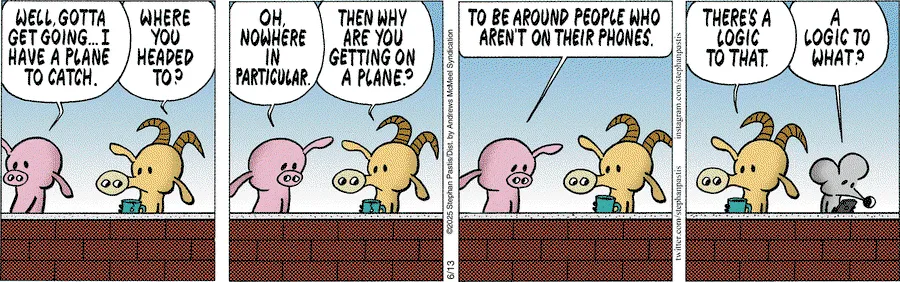 WELL, GOTTA
GET GOING...I
HAVE A PLANE
TO CATCH.
WHERE
YOU
HEADED
TO?
OH,
NOWHERE
IN
PARTICULAR.
THEN WHY
ARE YOU
GETTING ON
A PLANE?
©2025 Stephan Pastis/Dist. by Andrews McMeel Syndication
6/13
TO BE AROUND PEOPLE WHO
AREN'T ON THEIR PHONES.
twitter.com/stephanpastis
instagram.com/stephanpastis
THERE'S A
LOGIC
TO THAT.
A
LOGIC TO
WHAT?